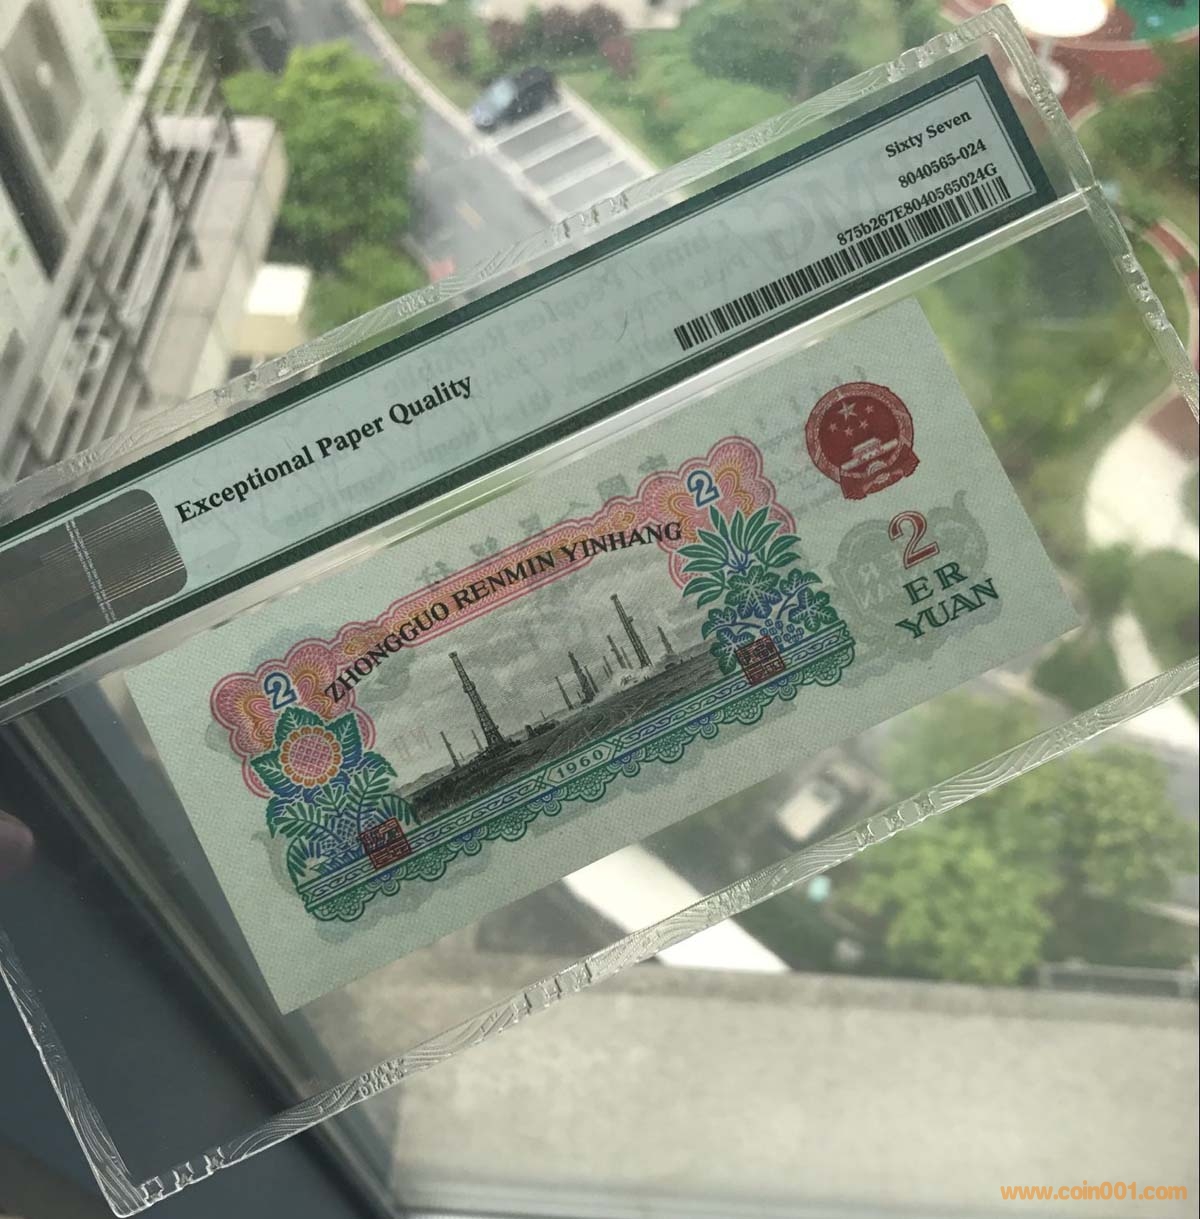 Sixty Seven
8040565-024
875b267E8040565024G
Exceptional Paper Quality
2
ZHONGGUO RENMIN YINHANG
2
2
ER
YUAN
1960
www.coin001.com